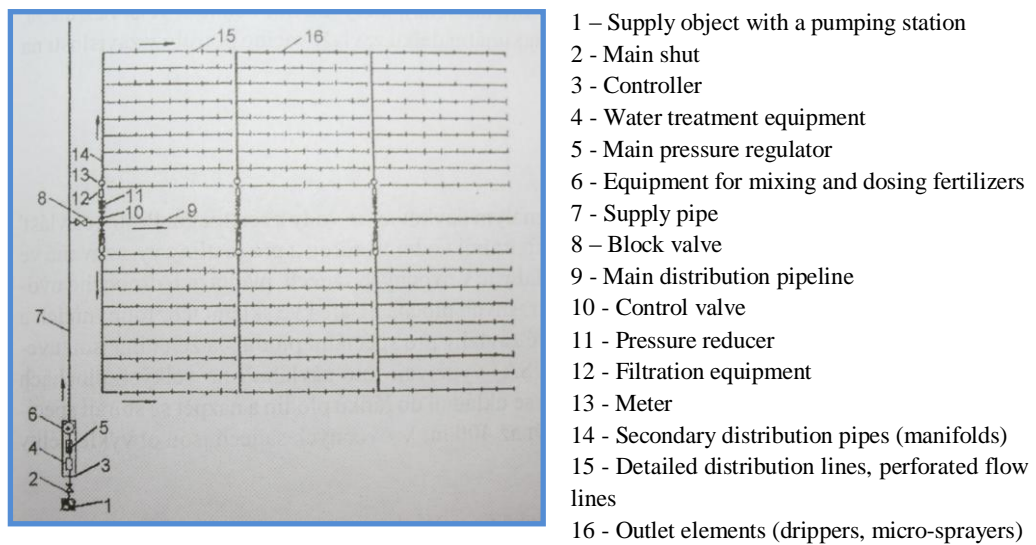 15 16
14
13
12 11
8 10 9
7
6 5
4 3
2
1
1 – Supply object with a pumping station
2 - Main shut
3 - Controller
4 - Water treatment equipment
5 - Main pressure regulator
6 - Equipment for mixing and dosing fertilizers
7 - Supply pipe
8 – Block valve
9 - Main distribution pipeline
10 - Control valve
11 - Pressure reducer
12 - Filtration equipment
13 - Meter
14 - Secondary distribution pipes (manifolds)
15 - Detailed distribution lines, perforated flow
lines
16 - Outlet elements (drippers, micro-sprayers)